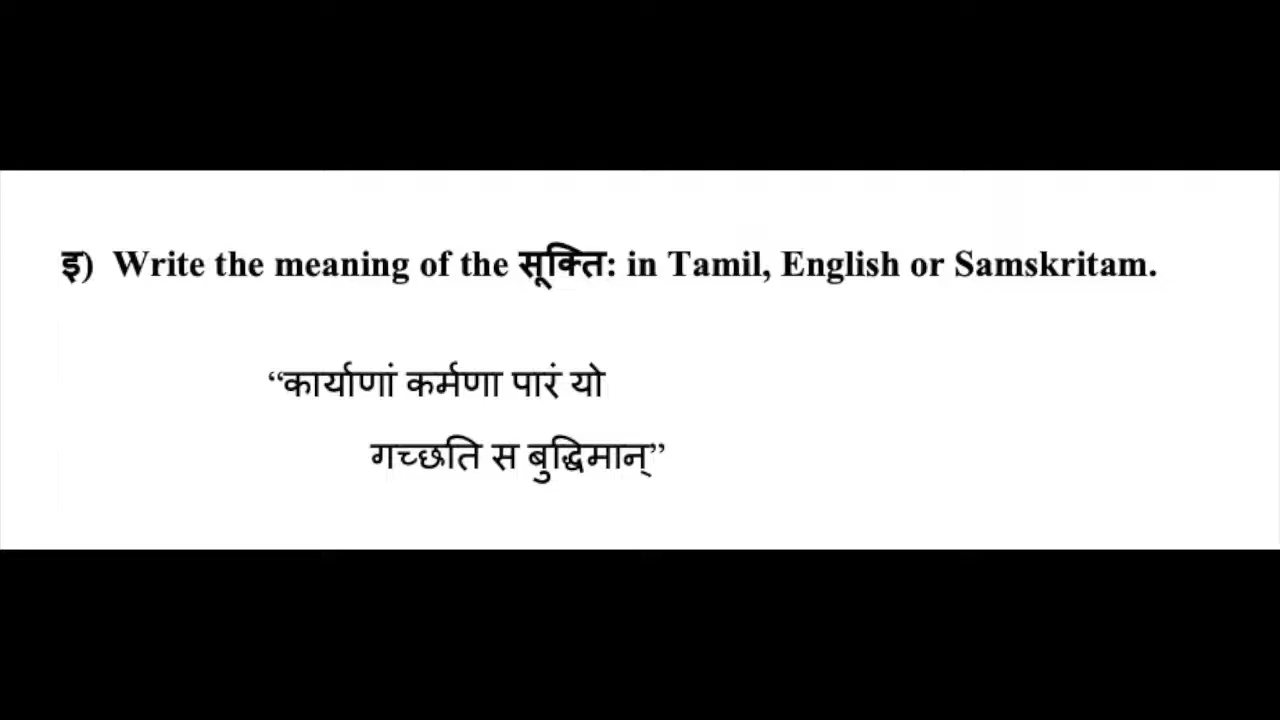 इ) Write the meaning of the सूक्ति: in Tamil, English or Samskritam.
“कार्याणां कर्मणा पारं यो
गच्छति स बुद्धिमान्”